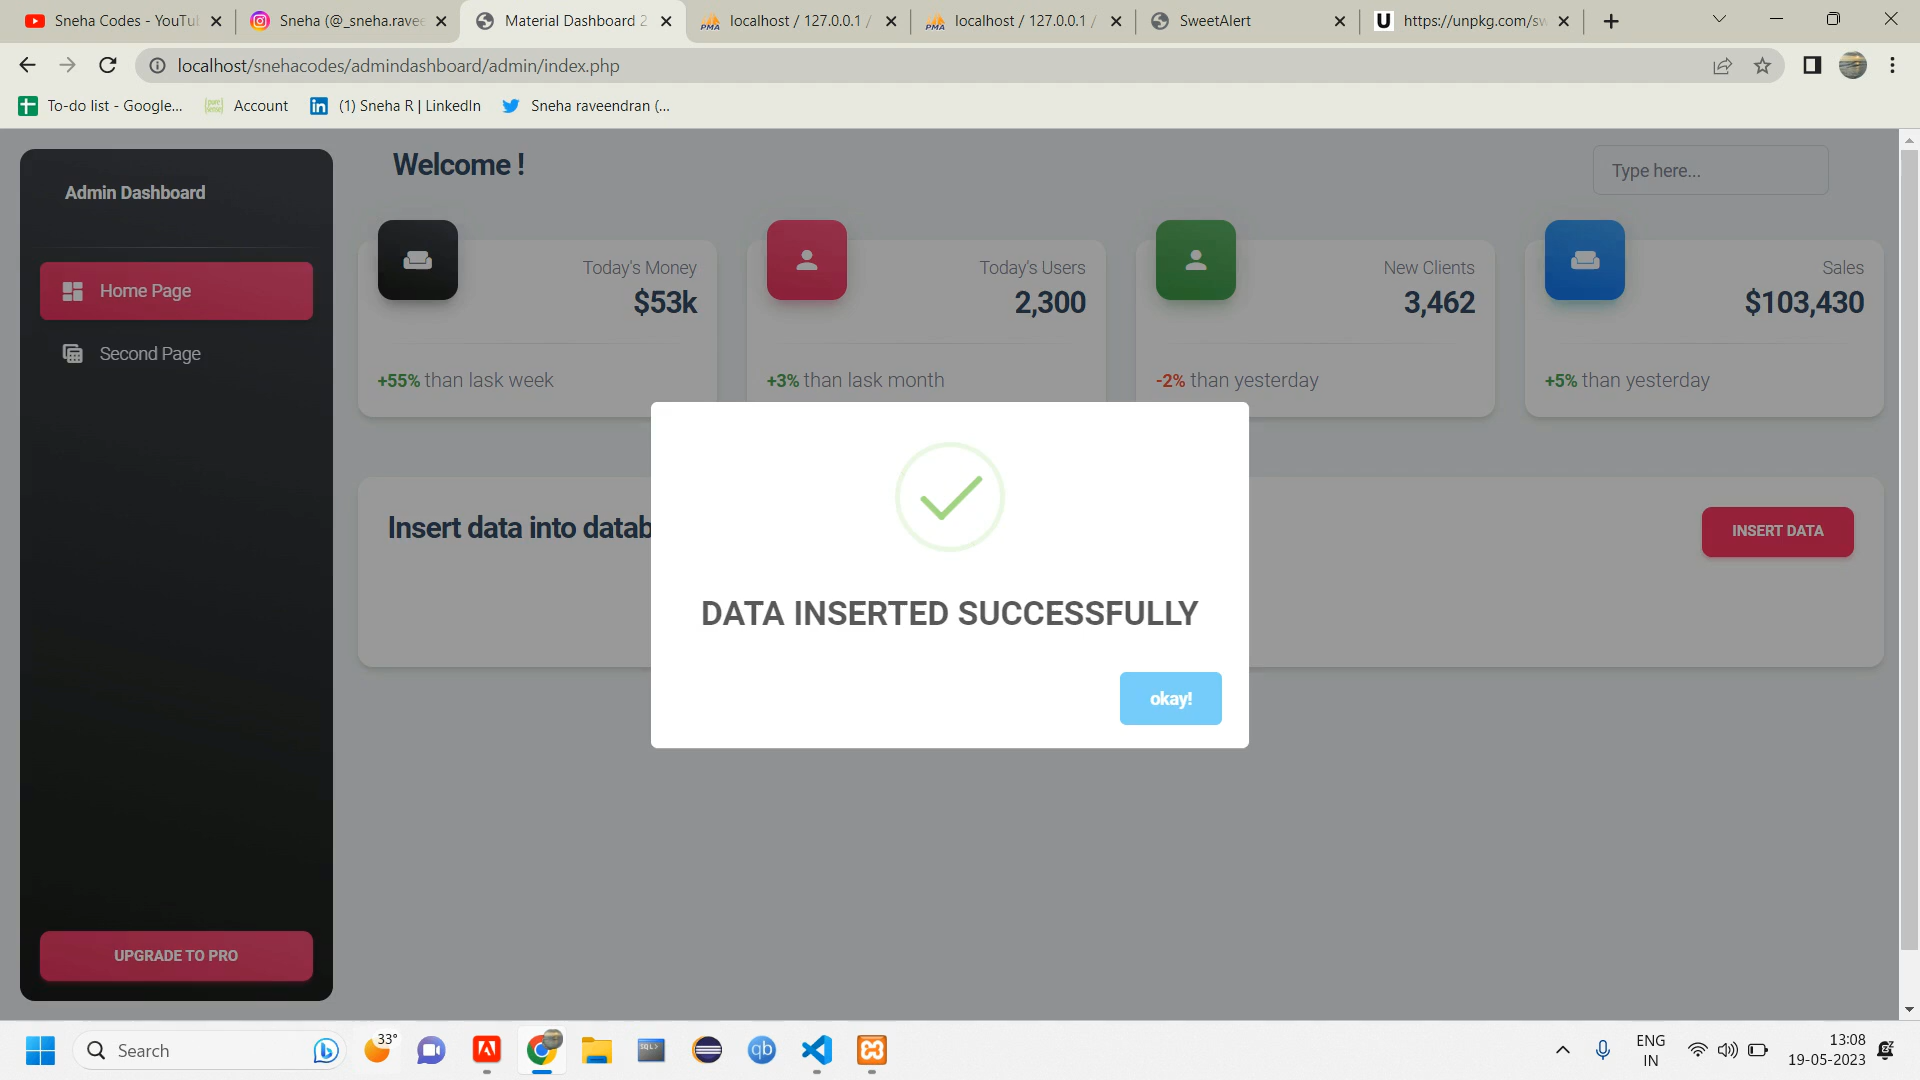 Sneha Codes - YouTu
Sneha (@_sneha.ravee
Material Dashboard 2
localhost / 127.0.0.1 /
localhost / 127.0.0.1 /
SweetAlert
https://unpkg.com/sw
localhost/snehacodes/admindashboard/admin/index.php
To-do list - Google...
Account
(1) Sneha R | LinkedIn
Sneha raveendran (...
Admin Dashboard
Home Page
Second Page
UPGRADE TO PRO
Welcome !
Type here...
Today's Money
$53k
+55% than lask week
Today's Users
2,300
+3% than lask month
New Clients
3,462
-2% than yesterday
Sales
$103,430
+5% than yesterday
Insert data into datab
INSERT DATA
DATA INSERTED SUCCESSFULLY
okay!
Search
33°
ENG
IN
13:08
19-05-2023